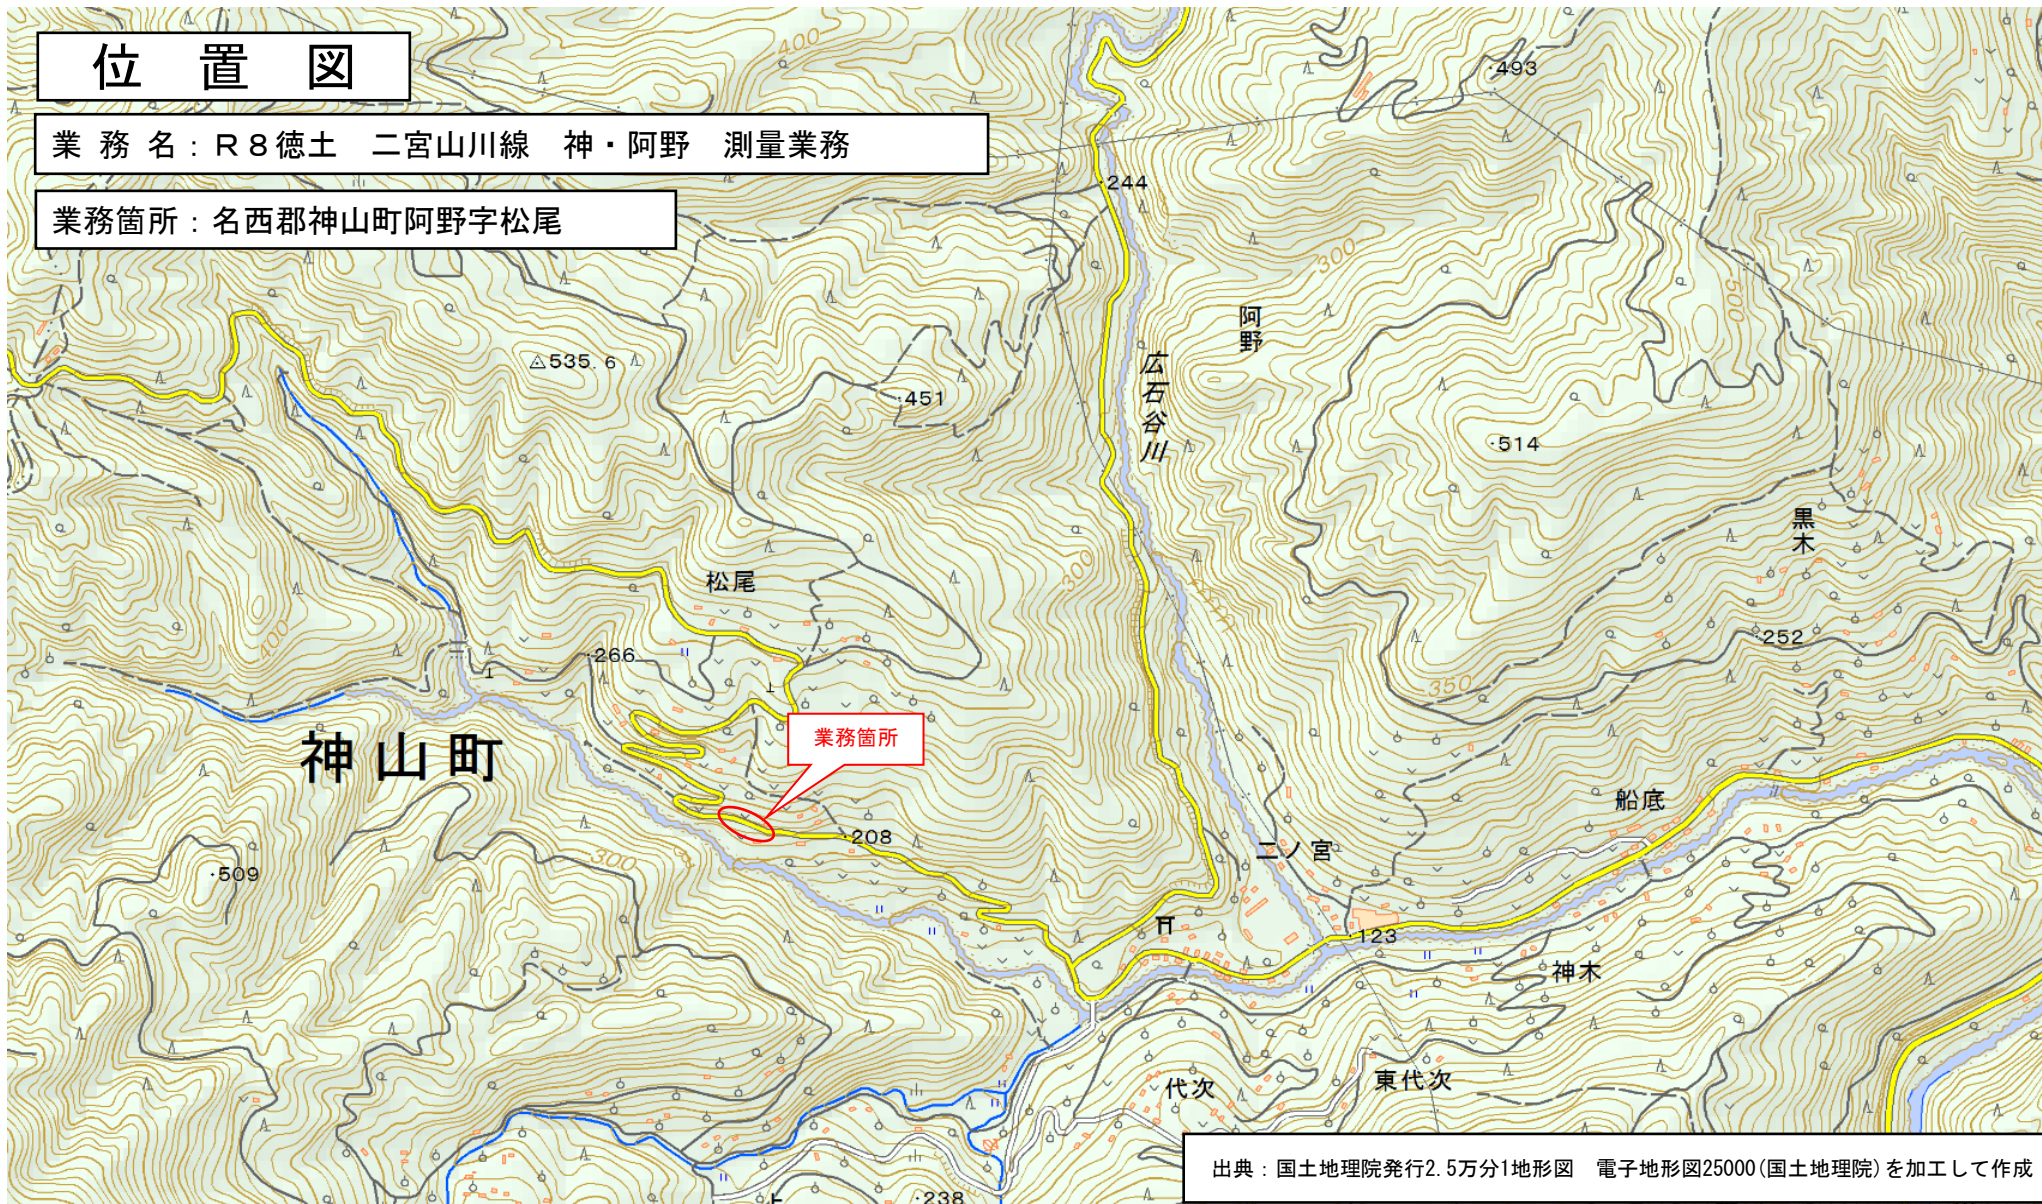 位置図
業務名：Ｒ８徳土　二宮山川線　神・阿野　測量業務
業務箇所：名西郡神山町阿野字松尾
400
493
244
300
500
阿野
広石谷川
535.6
451
514
黒木
300
松尾
400
266
252
350
神山町
業務箇所
船底
208
二ノ宮
300
509
123
神木
代次
東代次
238
出典：国土地理院発行2.5万分1地形図　電子地形図25000(国土地理院)を加工して作成